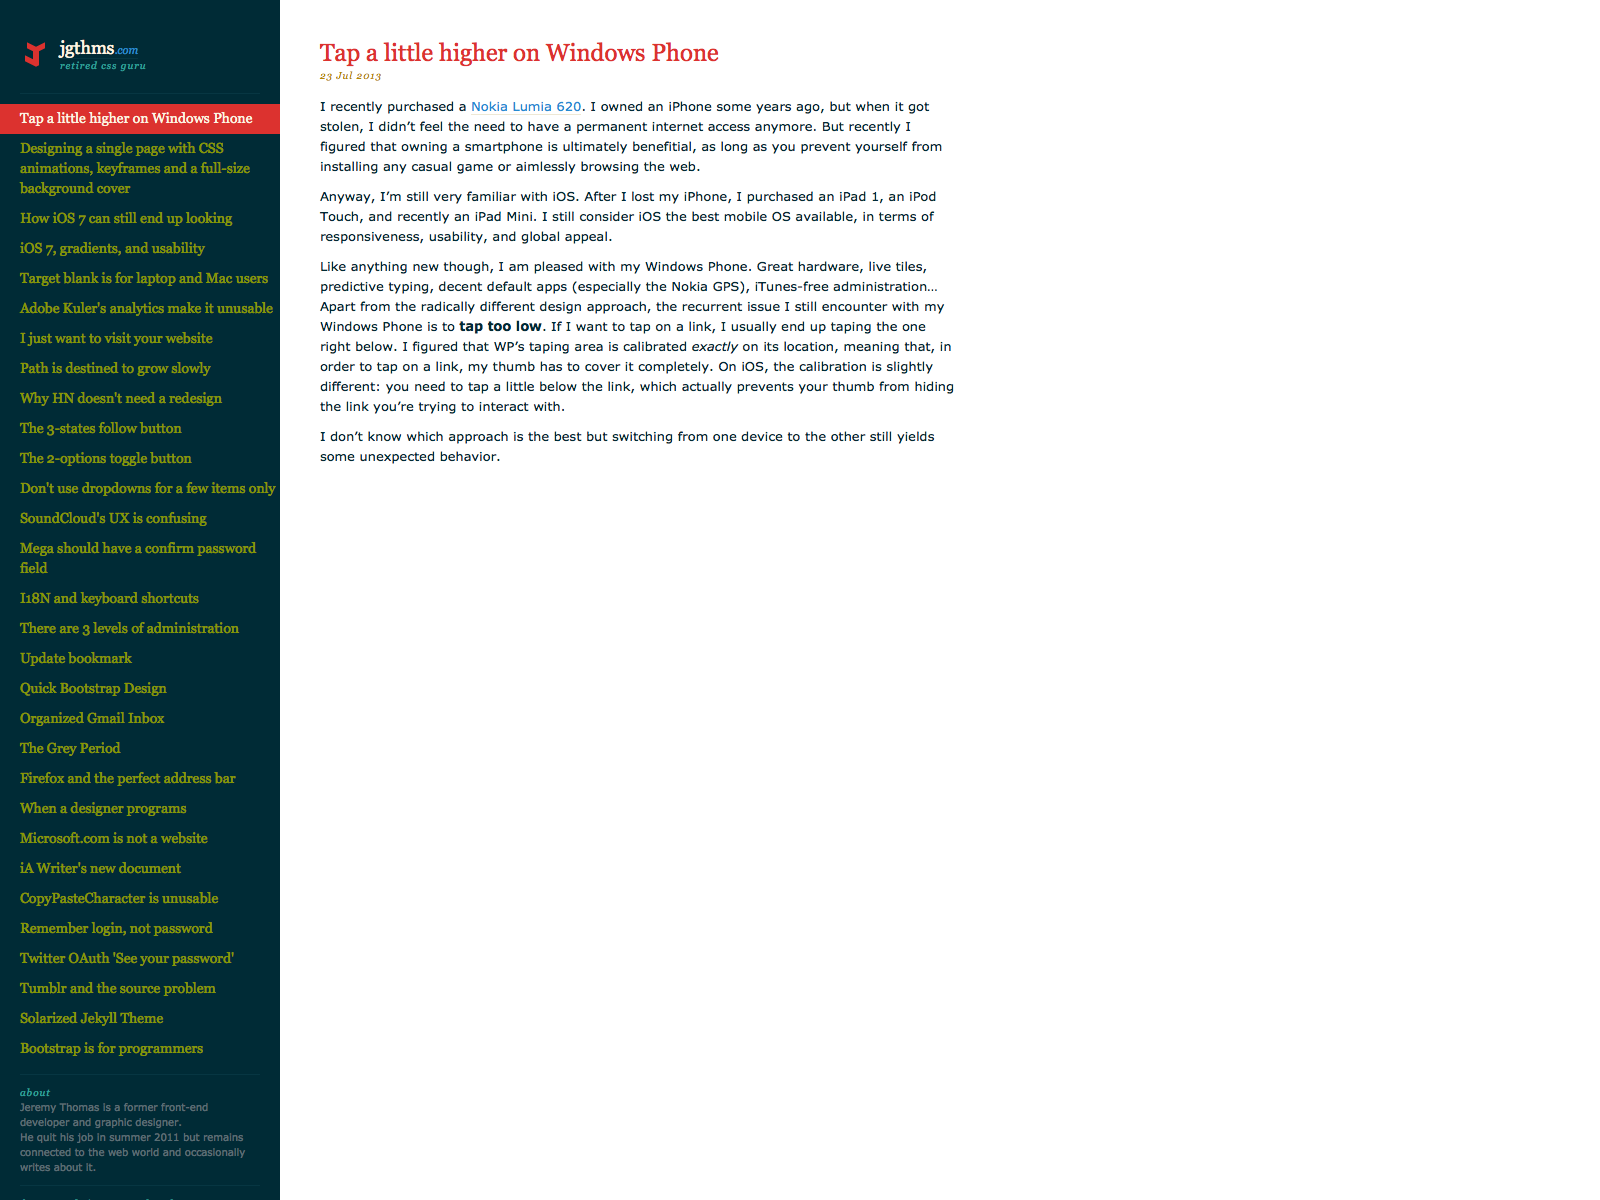 jgthms.com
retired css guru
Tap a little higher on Windows Phone
Designing a single page with CSS
animations, keyframes and a full-size
background cover
How iOS 7 can still end up looking
iOS 7, gradients, and usability
Target blank is for laptop and Mac users
Adobe Kuler's analytics make it unusable
I just want to visit your website
Path is destined to grow slowly
Why HN doesn't need a redesign
The 3-states follow button
The 2-options toggle button
Don't use dropdowns for a few items only
SoundCloud's UX is confusing
Mega should have a confirm password
field
I18N and keyboard shortcuts
There are 3 levels of administration
Update bookmark
Quick Bootstrap Design
Organized Gmail Inbox
The Grey Period
Firefox and the perfect address bar
When a designer programs
Microsoft.com is not a website
iA Writer's new document
CopyPasteCharacter is unusable
Remember login, not password
Twitter OAuth 'See your password'
Tumblr and the source problem
Solarized Jekyll Theme
Bootstrap is for programmers
about
Jeremy Thomas is a former front-end
developer and graphic designer.
He quit his job in summer 2011 but remains
connected to the web world and occasionally
writes about it.
Tap a little higher on Windows Phone
23 Jul 2013
I recently purchased a Nokia Lumia 620. I owned an iPhone some years ago, but when it got
stolen, I didn’t feel the need to have a permanent internet access anymore. But recently I
figured that owning a smartphone is ultimately benefitial, as long as you prevent yourself from
installing any casual game or aimlessly browsing the web.
Anyway, I’m still very familiar with iOS. After I lost my iPhone, I purchased an iPad 1, an iPod
Touch, and recently an iPad Mini. I still consider iOS the best mobile OS available, in terms of
responsiveness, usability, and global appeal.
Like anything new though, I am pleased with my Windows Phone. Great hardware, live tiles,
predictive typing, decent default apps (especially the Nokia GPS), iTunes-free administration…
Apart from the radically different design approach, the recurrent issue I still encounter with my
Windows Phone is to tap too low. If I want to tap on a link, I usually end up taping the one
right below. I figured that WP’s taping area is calibrated exactly on its location, meaning that, in
order to tap on a link, my thumb has to cover it completely. On iOS, the calibration is slightly
different: you need to tap a little below the link, which actually prevents your thumb from hiding
the link you’re trying to interact with.
I don’t know which approach is the best but switching from one device to the other still yields
some unexpected behavior.